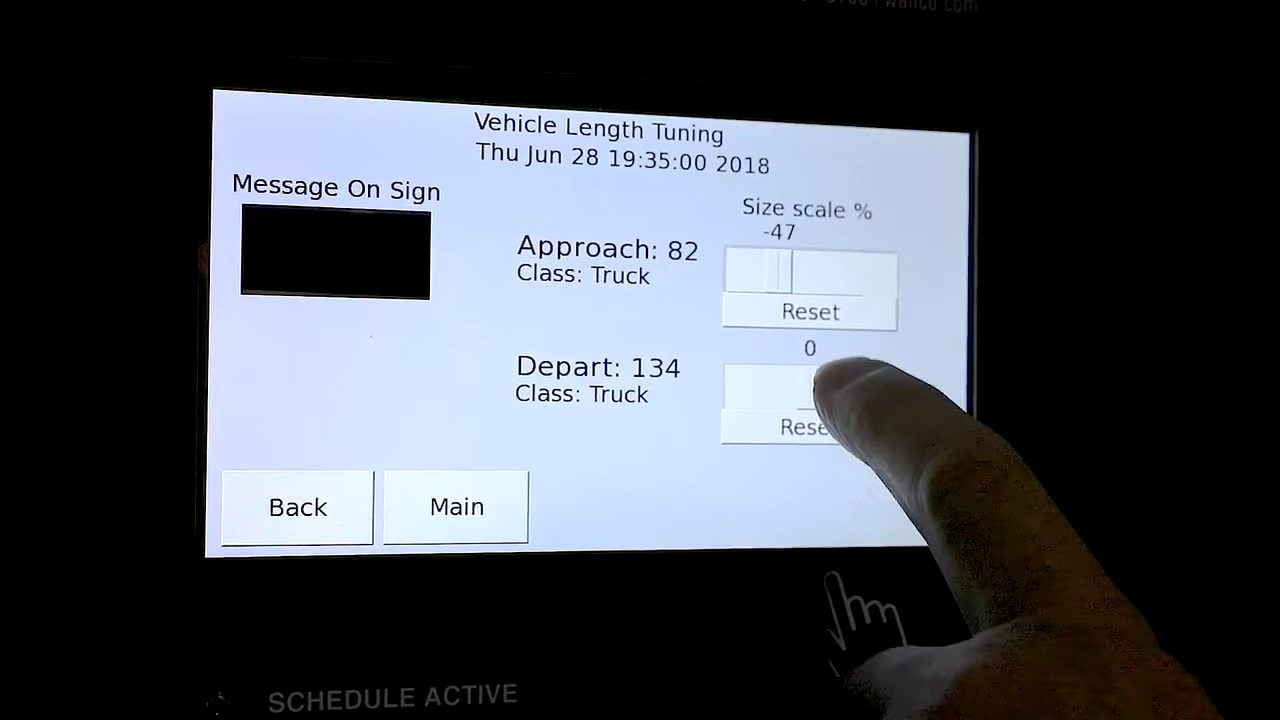 Vehicle Length Tuning
Thu Jun 28 19:35:00 2018
Message On Sign
Size scale %
-47
Approach: 82
Class: Truck
Reset
0
Depart: 134
Class: Truck
Back
Main
SCHEDULE ACTIVE